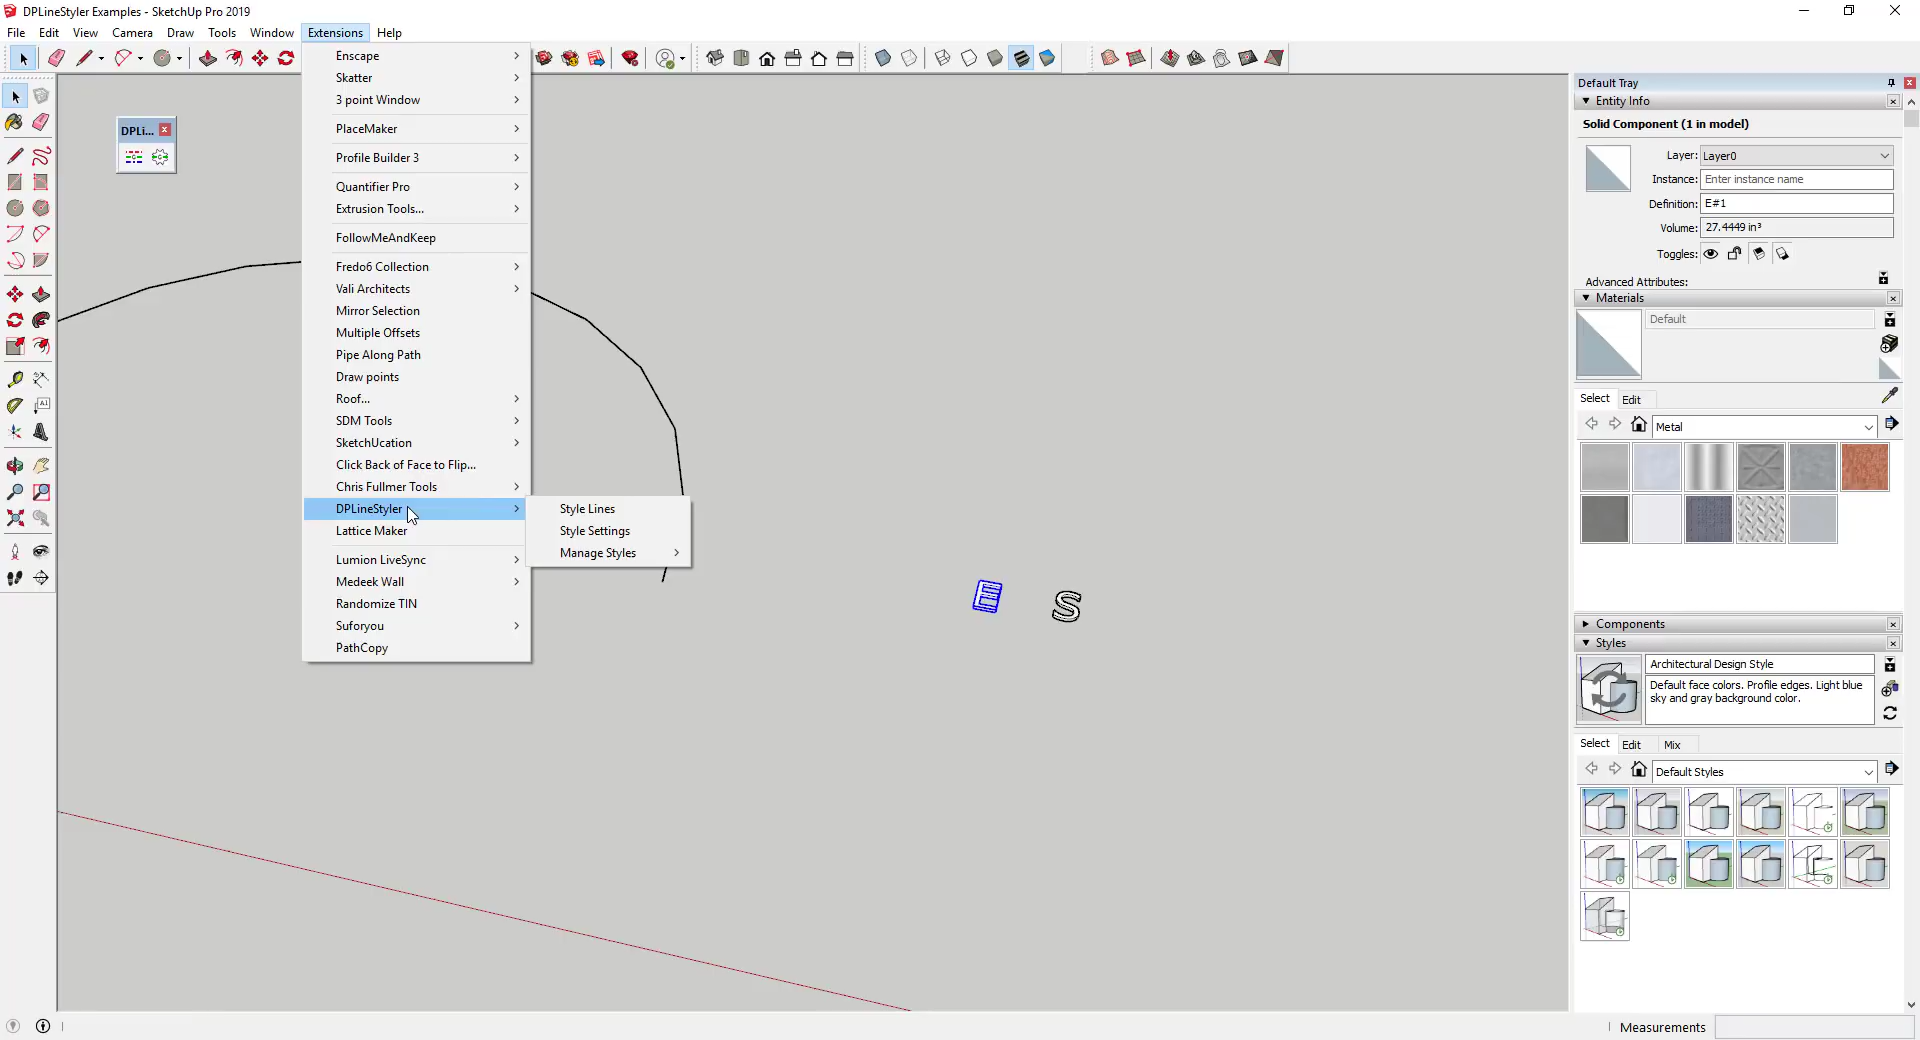 DPLineStyler Examples - SketchUp Pro 2019
File Edit View Camera Draw Tools Window Extensions Help
DPLi...
Enscape
Skatter
3 point Window
PlaceMaker
Profile Builder 3
Quantifier Pro
Extrusion Tools...
FollowMeAndKeep
Fredo6 Collection
Vali Architects
Mirror Selection
Multiple Offsets
Pipe Along Path
Draw points
Roof...
SDM Tools
SketchUcation
Click Back of Face to Flip...
Chris Fullmer Tools
DPLineStyler
Lattice Maker
Lumion LiveSync
Medeek Wall
Randomize TIN
Suforyou
PathCopy
Style Lines
Style Settings
Manage Styles
E S
Default Tray
Entity Info
Solid Component (1 in model)
Layer: Layer0
Instance: Enter instance name
Definition: E#1
Volume: 27.4449 in³
Toggles:
Advanced Attributes:
Materials
Default
Select Edit
Metal
Components
Styles
Architectural Design Style
Default face colors. Profile edges. Light blue
sky and gray background color.
Select Edit Mix
Default Styles
Measurements